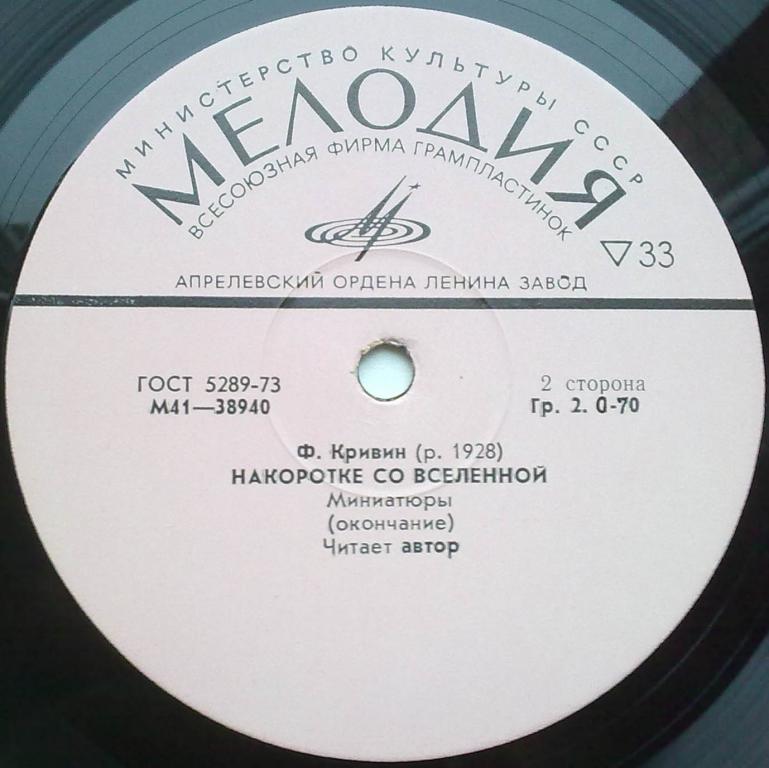 МИНИСТЕРСТВО КУЛЬТУРЫ СССР
МЕЛОДИЯ
ВСЕСОЮЗНАЯ ФИРМА ГРАМПЛАСТИНОК
33
АПРЕЛЕВСКИЙ ОРДЕНА ЛЕНИНА ЗАВОД
ГОСТ 5289-73
М41—38940
2 сторона
Гр. 2. 0-70
Ф. Кривин (р. 1928)
НАКОРОТКЕ СО ВСЕЛЕННОЙ
Миниатюры
(окончание)
Читает автор